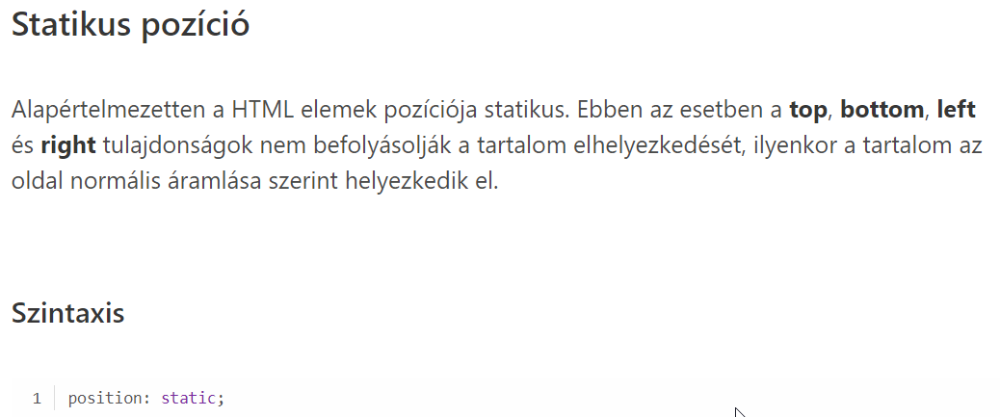 Statikus pozíció
Alapértelmezetten a HTML elemek pozíciója statikus. Ebben az esetben a top, bottom, left
és right tulajdonságok nem befolyásolják a tartalom elhelyezkedését, ilyenkor a tartalom az
oldal normális áramlása szerint helyezkedik el.
Szintaxis
1 position: static;